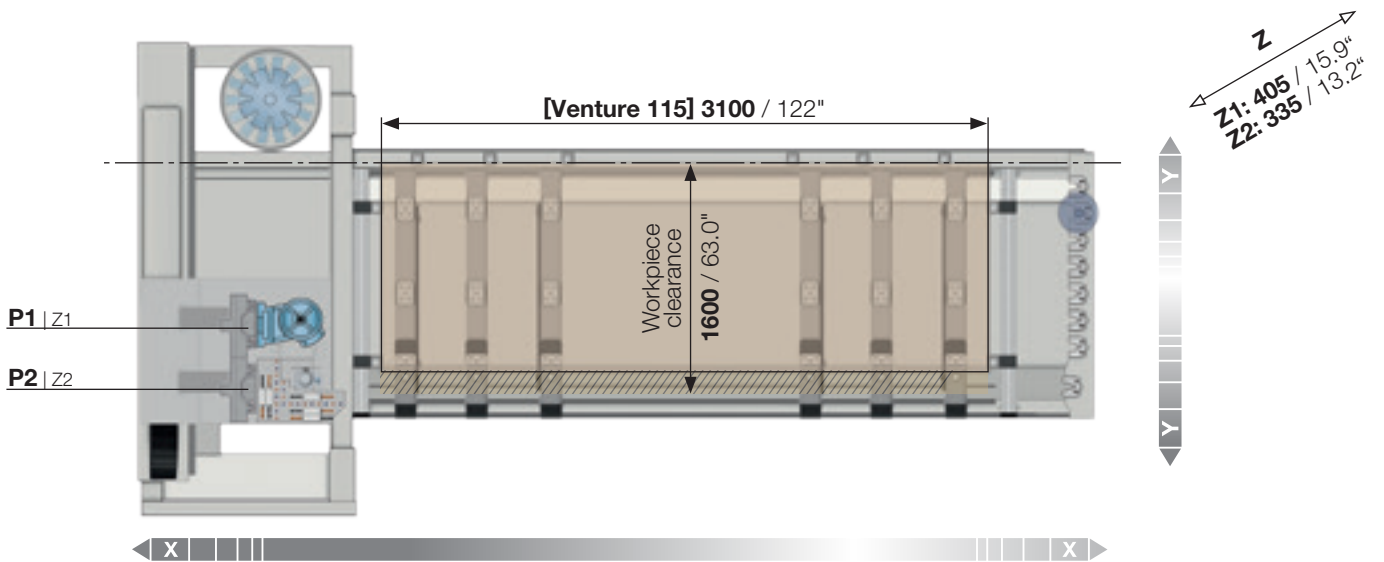 Z
Z1: 405 / 15.9“
Z2: 335 / 13.2“
[Venture 115] 3100 / 122"
Y
Workpiece
clearance
1600 / 63.0"
P1 | Z1
P2 | Z2
Y
X
X